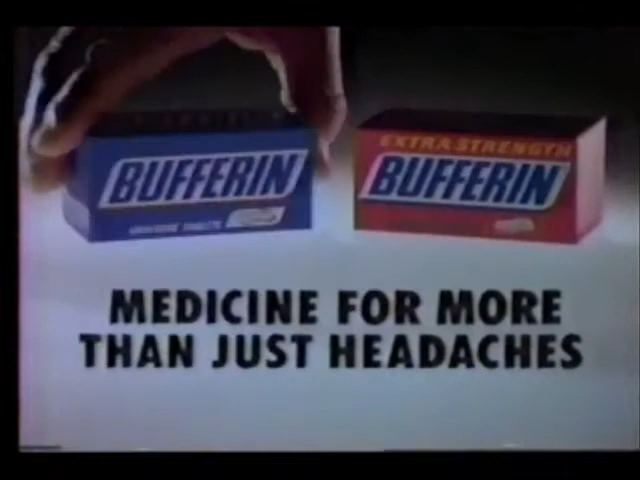 BUFFERIN
EXTRA-STRENGTH
BUFFERIN
MEDICINE FOR MORE
THAN JUST HEADACHES